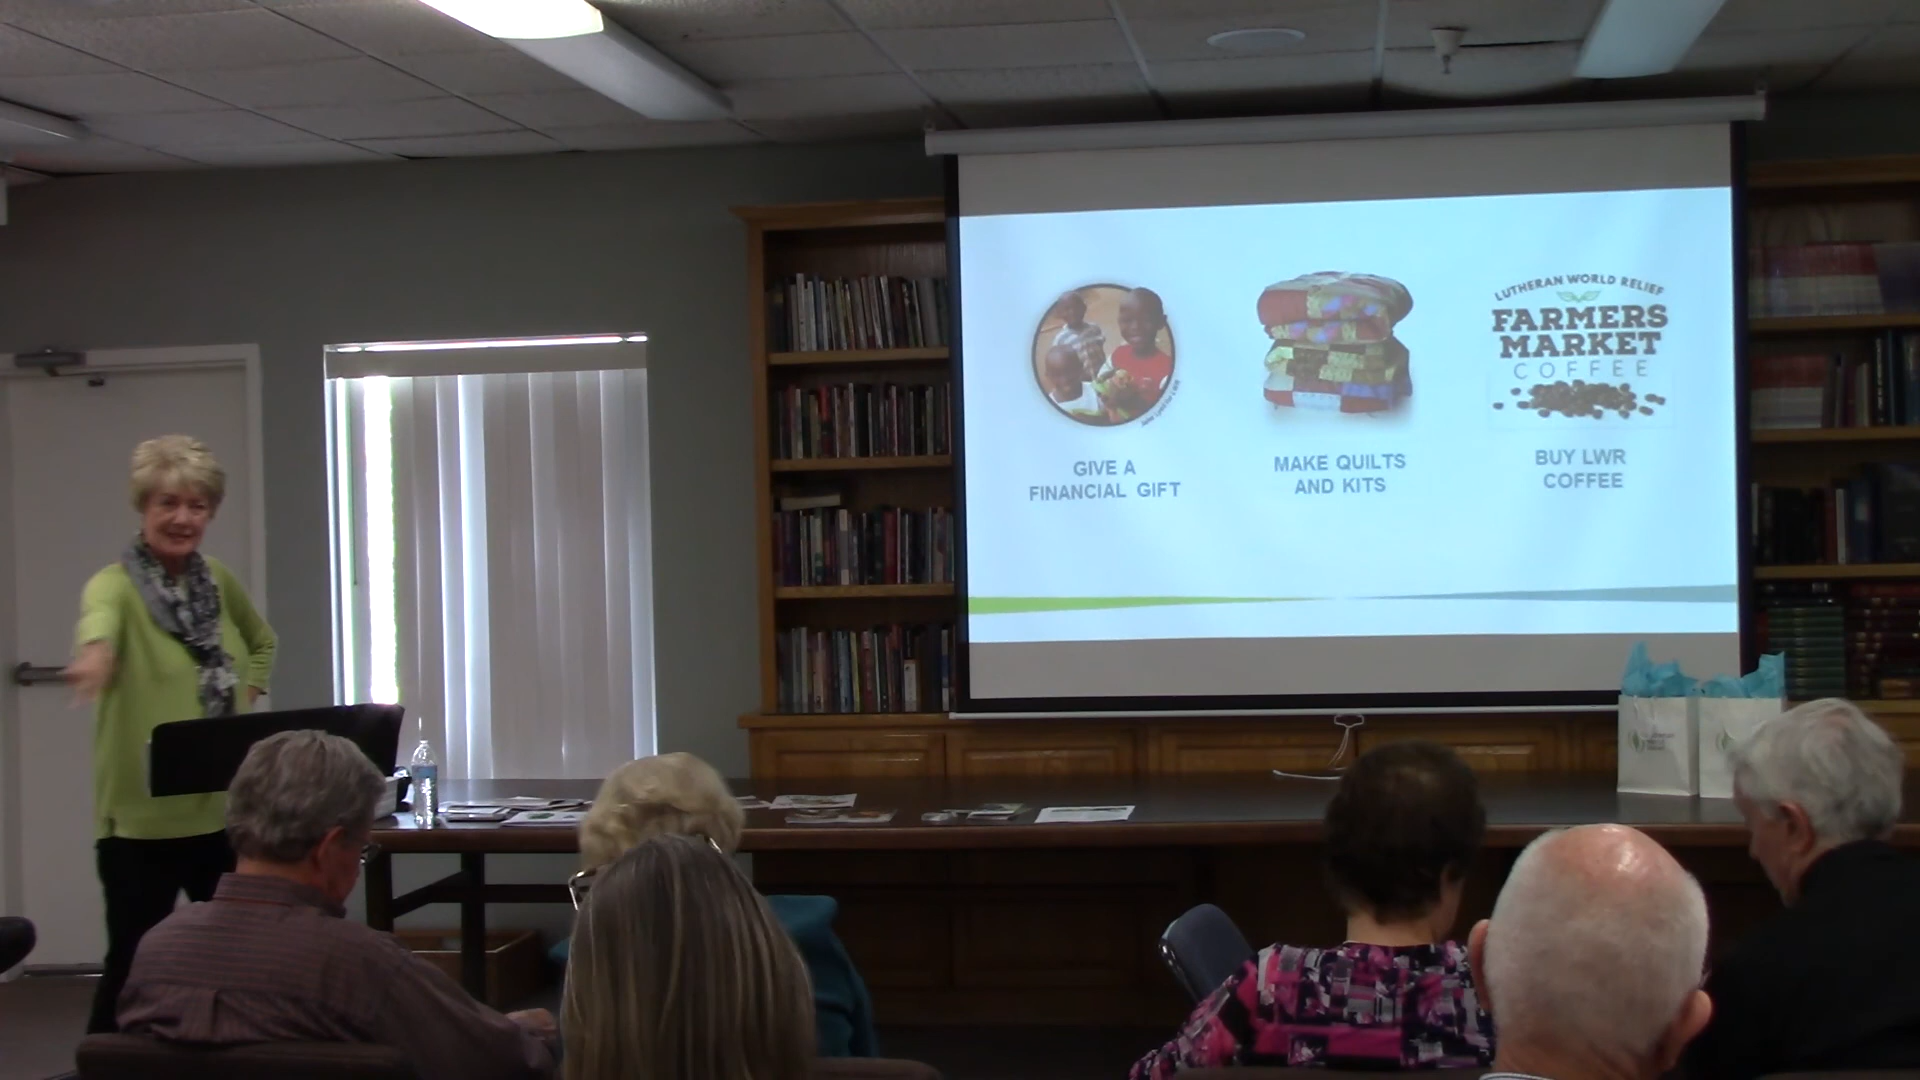 LUTHERAN WORLD RELIEF
FARMERS
MARKET
COFFEE
GIVE A
FINANCIAL GIFT
MAKE QUILTS
AND KITS
BUY LWR
COFFEE